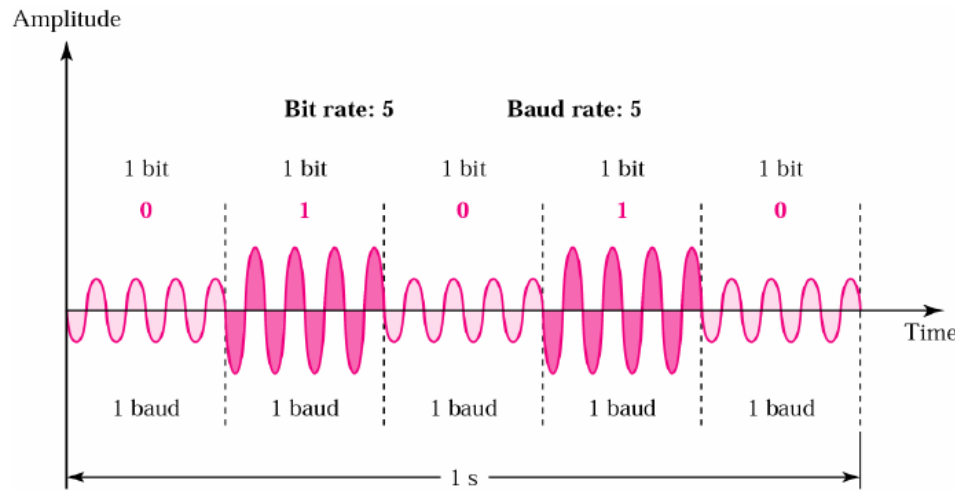 Amplitude
Bit rate: 5 Baud rate: 5
1 bit 1 bit 1 bit 1 bit 1 bit
0 1 0 1 0
Time
1 baud 1 baud 1 baud 1 baud 1 baud
1 s